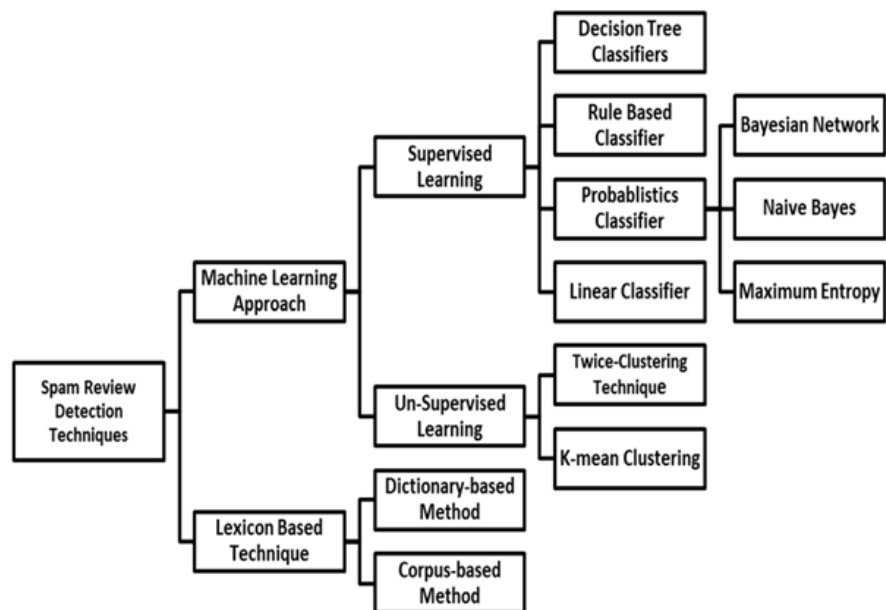 Decision Tree
Classifiers
Rule Based
Classifier
Bayesian Network
Supervised
Learning
Probablistics
Classifier
Naive Bayes
Machine Learning
Approach
Linear Classifier
Maximum Entropy
Spam Review
Detection
Techniques
Twice-Clustering
Technique
Un-Supervised
Learning
K-mean Clustering
Dictionary-based
Method
Lexicon Based
Technique
Corpus-based
Method